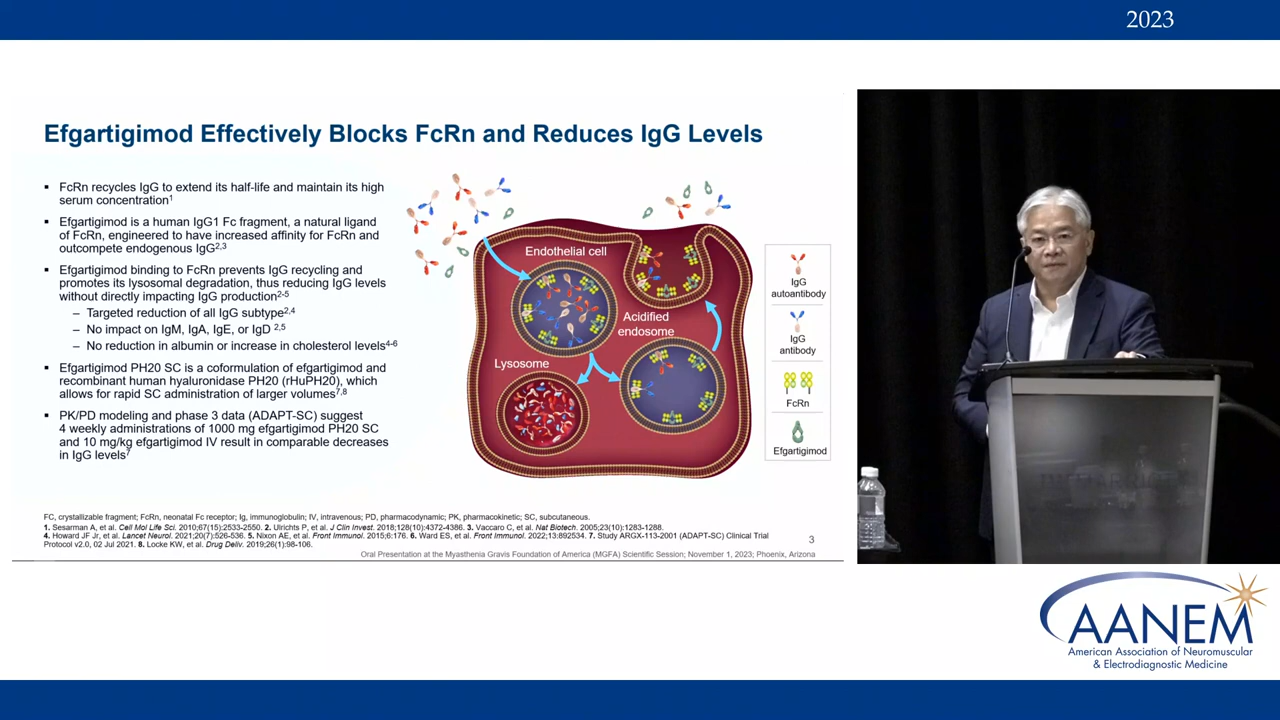 2023
Efgartigimod Effectively Blocks FcRn and Reduces IgG Levels
▪ FcRn recycles IgG to extend its half-life and maintain its high
serum concentration1
▪ Efgartigimod is a human IgG1 Fc fragment, a natural ligand
of FcRn, engineered to have increased affinity for FcRn and
outcompete endogenous IgG2,3
▪ Efgartigimod binding to FcRn prevents IgG recycling and
promotes its lysosomal degradation, thus reducing IgG levels
without directly impacting IgG production2-5
– Targeted reduction of all IgG subtype2,4
– No impact on IgM, IgA, IgE, or IgD 2,5
– No reduction in albumin or increase in cholesterol levels4-6
▪ Efgartigimod PH20 SC is a coformulation of efgartigimod and
recombinant human hyaluronidase PH20 (rHuPH20), which
allows for rapid SC administration of larger volumes7,8
▪ PK/PD modeling and phase 3 data (ADAPT-SC) suggest
4 weekly administrations of 1000 mg efgartigimod PH20 SC
and 10 mg/kg efgartigimod IV result in comparable decreases
in IgG levels7
Endothelial cell
Acidified
endosome
Lysosome
IgG
autoantibody
IgG
antibody
FcRn
Efgartigimod
FC, crystallizable fragment; FcRn, neonatal Fc receptor; Ig, immunoglobulin; IV, intravenous; PD, pharmacodynamic; PK, pharmacokinetic; SC, subcutaneous.
1. Sesarman A, et al. Cell Mol Life Sci. 2010;67(15):2533-2550. 2. Ulrichts P, et al. J Clin Invest. 2018;128(10):4372-4386. 3. Vaccaro C, et al. Nat Biotech. 2005;23(10):1283-1288.
4. Howard JF Jr, et al. Lancet Neurol. 2021;20(7):526-536. 5. Nixon AE, et al. Front Immunol. 2015;6:176. 6. Ward ES, et al. Front Immunol. 2022;13:892534. 7. Study ARGX-113-2001 (ADAPT-SC) Clinical Trial
Protocol v2.0, 02 Jul 2021. 8. Locke KW, et al. Drug Deliv. 2019;26(1):98-106.
3
Oral Presentation at the Myasthenia Gravis Foundation of America (MGFA) Scientific Session; November 1, 2023; Phoenix, Arizona
AANEM
American Association of Neuromuscular
& Electrodiagnostic Medicine